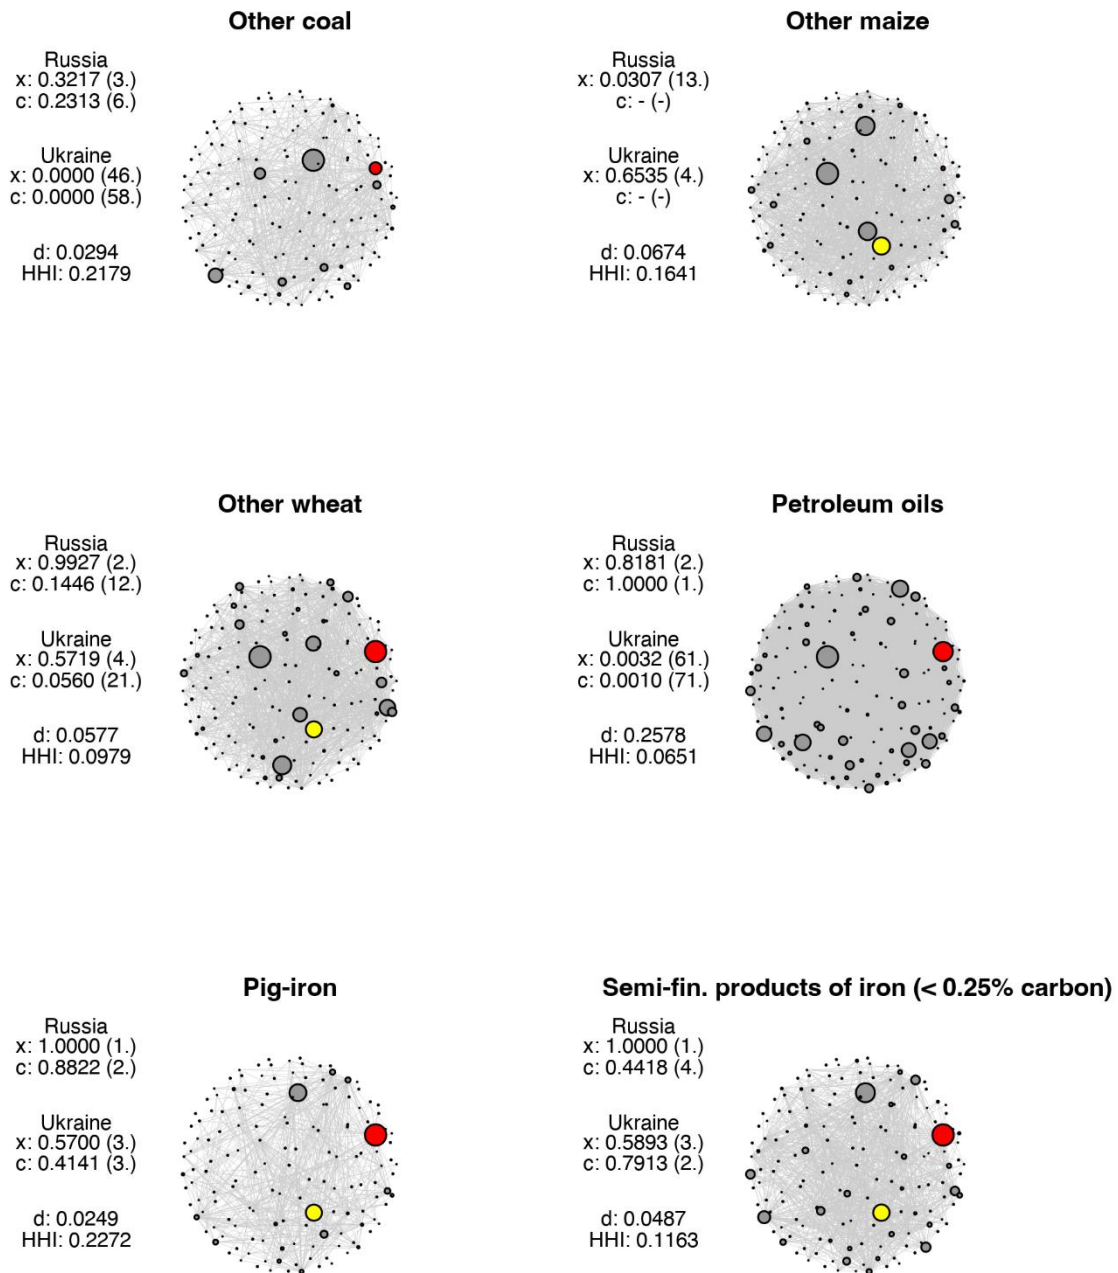 Other coal
Russia
x: 0.3217 (3.)
c: 0.2313 (6.)
Ukraine
x: 0.0000 (46.)
c: 0.0000 (58.)
d: 0.0294
HHI: 0.2179
Other maize
Russia
x: 0.0307 (13.)
c: - (-)
Ukraine
x: 0.6535 (4.)
c: - (-)
d: 0.0674
HHI: 0.1641
Other wheat
Russia
x: 0.9927 (2.)
c: 0.1446 (12.)
Ukraine
x: 0.5719 (4.)
c: 0.0560 (21.)
d: 0.0577
HHI: 0.0979
Petroleum oils
Russia
x: 0.8181 (2.)
c: 1.0000 (1.)
Ukraine
x: 0.0032 (61.)
c: 0.0010 (71.)
d: 0.2578
HHI: 0.0651
Pig-iron
Russia
x: 1.0000 (1.)
c: 0.8822 (2.)
Ukraine
x: 0.5700 (3.)
c: 0.4141 (3.)
d: 0.0249
HHI: 0.2272
Semi-fin. products of iron (< 0.25% carbon)
Russia
x: 1.0000 (1.)
c: 0.4418 (4.)
Ukraine
x: 0.5893 (3.)
c: 0.7913 (2.)
d: 0.0487
HHI: 0.1163